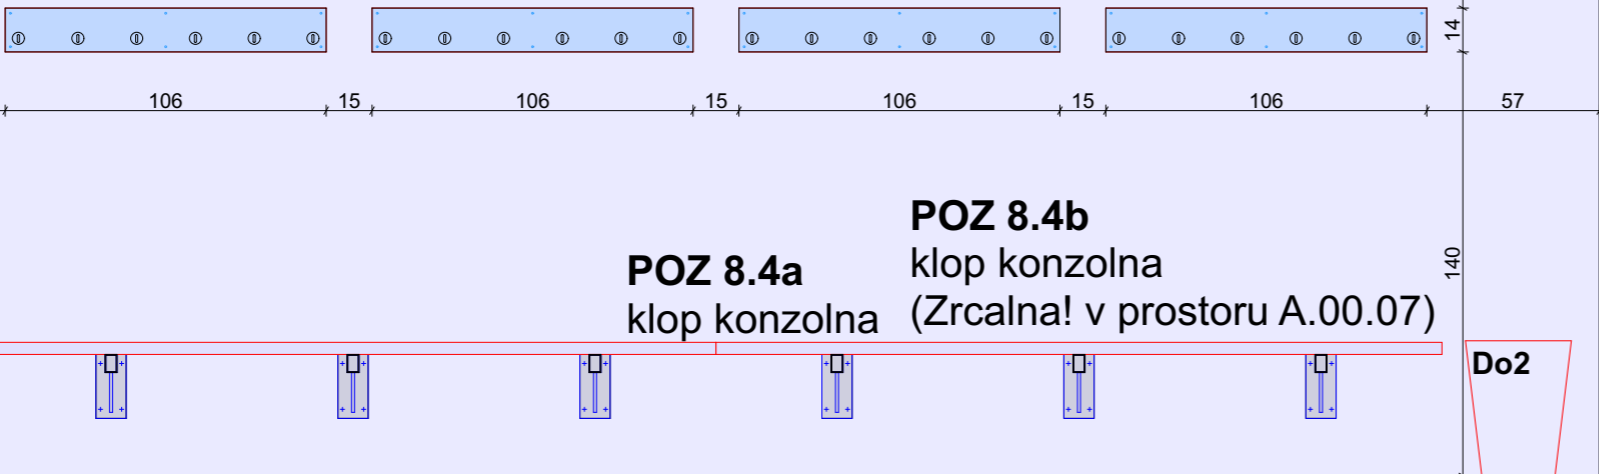 14
106
15
106
15
106
15
106
57
POZ 8.4a
klop konzolna
POZ 8.4b
klop konzolna
(Zrcalna! v prostoru A.00.07)
140
Do2